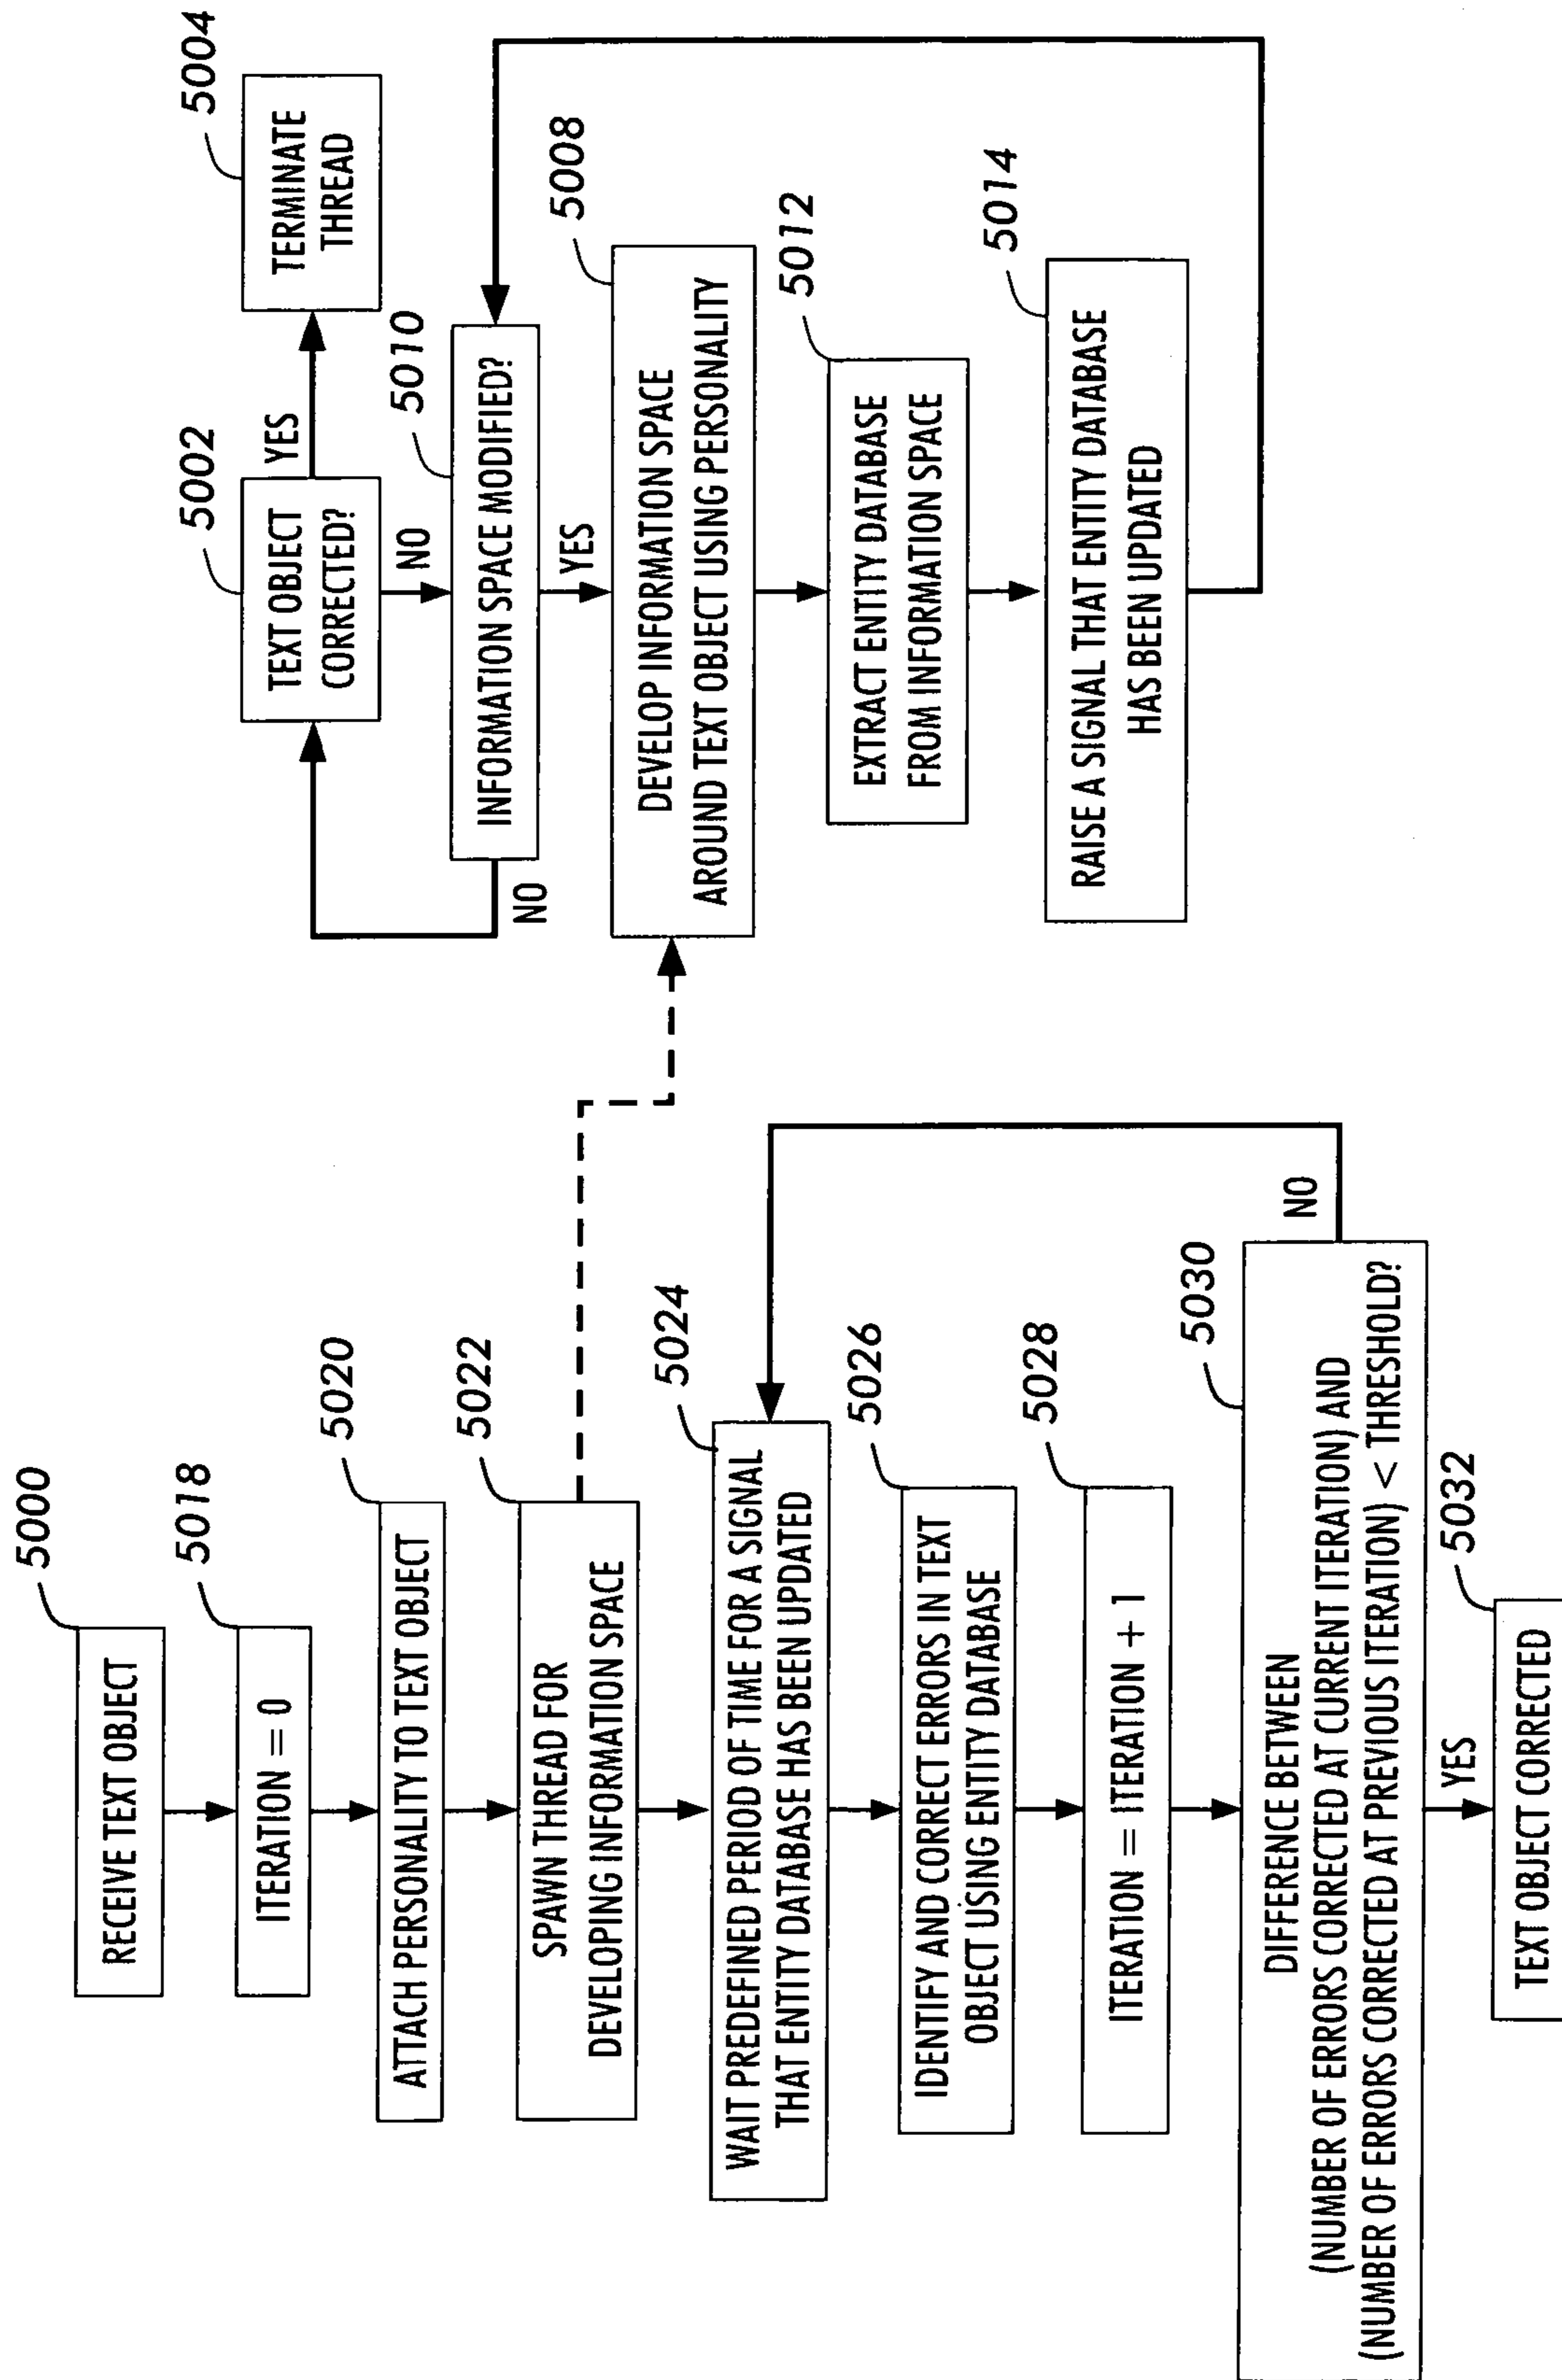 5000
RECEIVE TEXT OBJECT
5018
ITERATION = 0
5020
ATTACH PERSONALITY TO TEXT OBJECT
5022
SPAWN THREAD FOR
DEVELOPING INFORMATION SPACE
5024
WAIT PREDEFINED PERIOD OF TIME FOR A SIGNAL
THAT ENTITY DATABASE HAS BEEN UPDATED
5026
IDENTIFY AND CORRECT ERRORS IN TEXT
OBJECT USING ENTITY DATABASE
5028
ITERATION = ITERATION + 1
5030
DIFFERENCE BETWEEN
(NUMBER OF ERRORS CORRECTED AT CURRENT ITERATION) AND
(NUMBER OF ERRORS CORRECTED AT PREVIOUS ITERATION) < THRESHOLD?
NO
YES
5032
TEXT OBJECT CORRECTED
5002
TEXT OBJECT
CORRECTED?
YES
5004
TERMINATE
THREAD
NO
5010
INFORMATION SPACE MODIFIED?
NO
YES
5008
DEVELOP INFORMATION SPACE
AROUND TEXT OBJECT USING PERSONALITY
5012
EXTRACT ENTITY DATABASE
FROM INFORMATION SPACE
5014
RAISE A SIGNAL THAT ENTITY DATABASE
HAS BEEN UPDATED